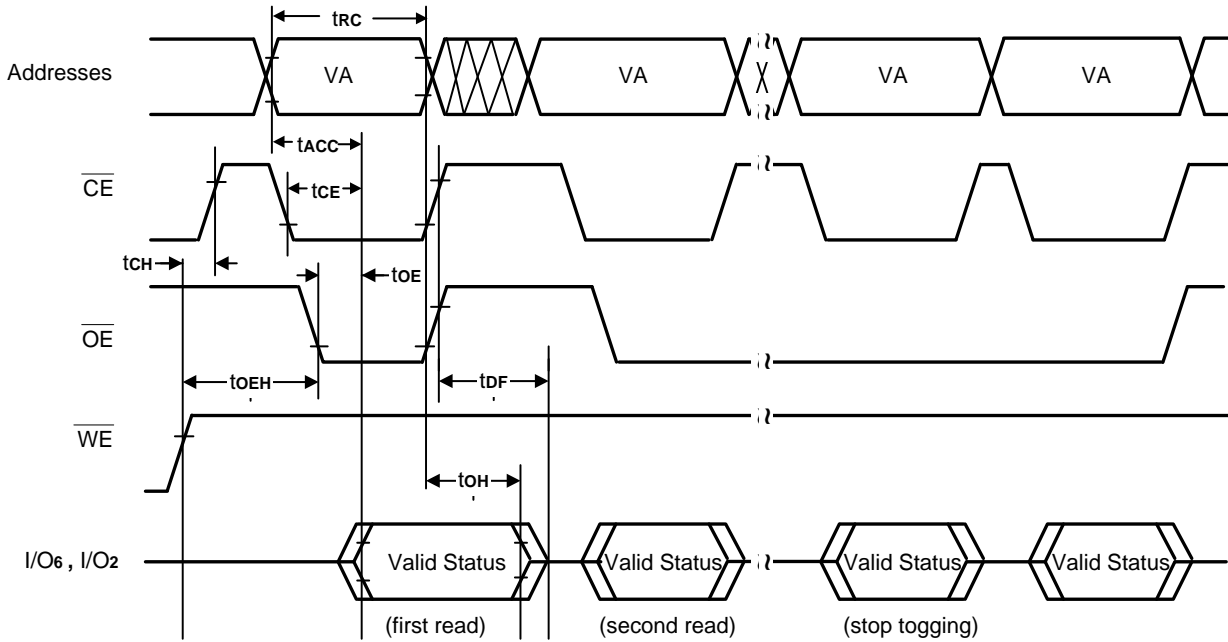 tRC
Addresses VA VA VA VA
tACC
CE tCE
tCH tOE
OE
tOEH tDF
WE
tOH
I/O6 , I/O2 Valid Status Valid Status Valid Status Valid Status
(first read) (second read) (stop togging)